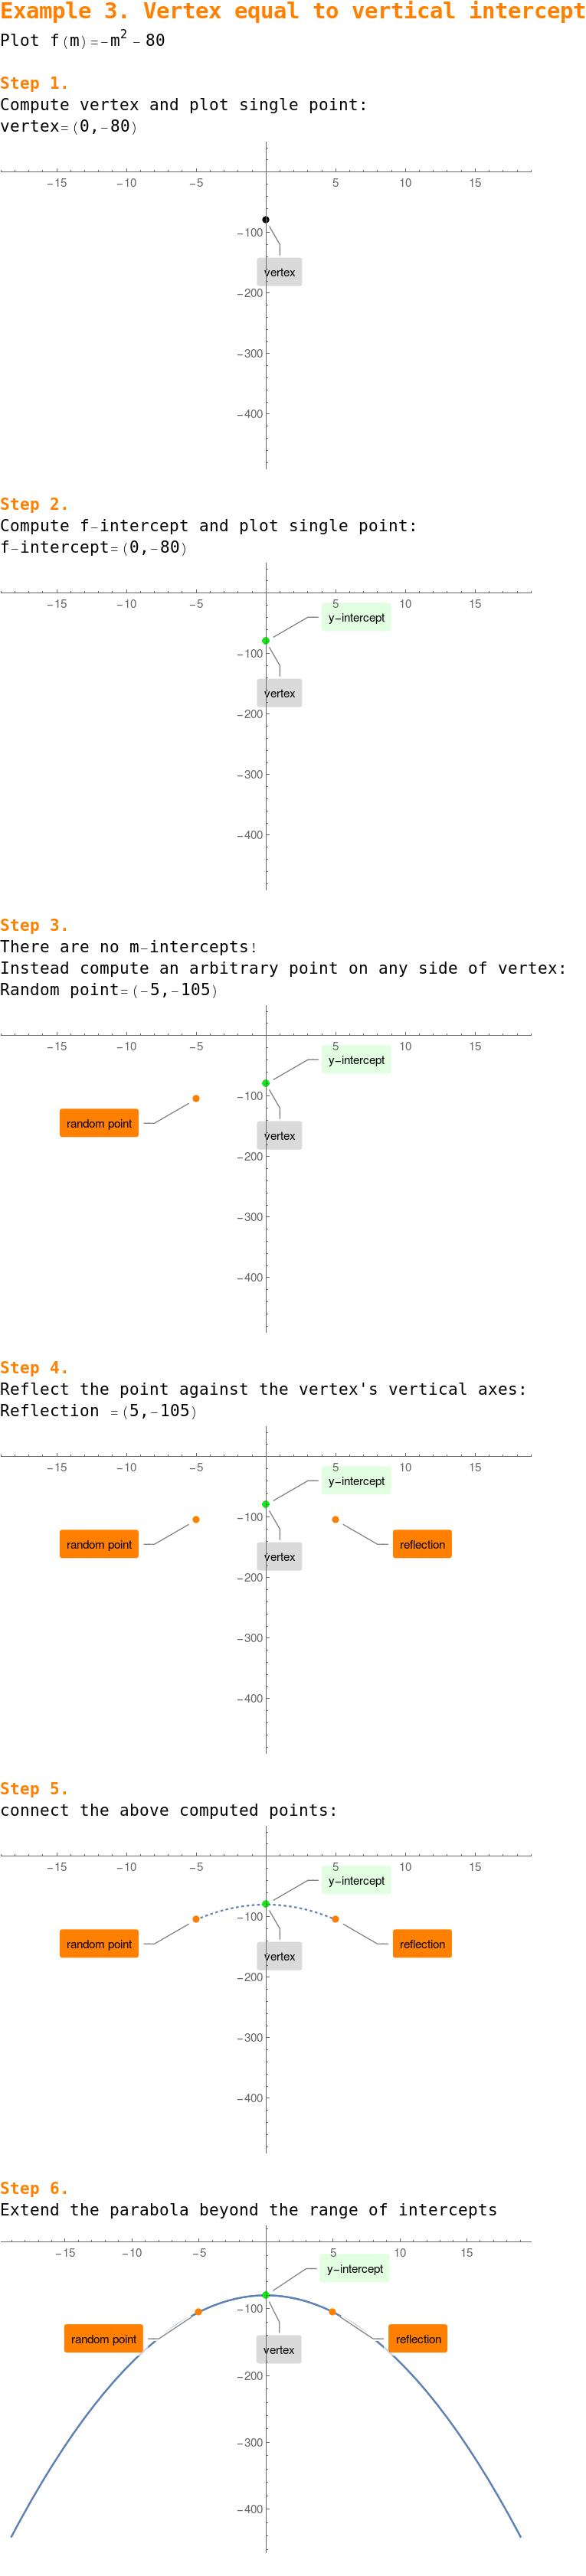 Example 3. Vertex equal to vertical intercept
Plot f(m)=-m² - 80
Step 1.
Compute vertex and plot single point:
vertex=(0,-80)
-15 -10 -5 5 10 15
-100
vertex
-200
-300
-400
Step 2.
Compute f-intercept and plot single point:
f-intercept=(0,-80)
-15 -10 -5 5 10 15
y-intercept
-100
vertex
-200
-300
-400
Step 3.
There are no m-intercepts!
Instead compute an arbitrary point on any side of vertex:
Random point=(-5,-105)
-15 -10 -5 5 10 15
y-intercept
-100
random point
vertex
-200
-300
-400
Step 4.
Reflect the point against the vertex's vertical axes:
Reflection =(5,-105)
-15 -10 -5 5 10 15
y-intercept
-100
random point reflection
vertex
-200
-300
-400
Step 5.
connect the above computed points:
-15 -10 -5 5 10 15
y-intercept
-100
random point reflection
vertex
-200
-300
-400
Step 6.
Extend the parabola beyond the range of intercepts
-15 -10 -5 5 10 15
y-intercept
-100
random point reflection
vertex
-200
-300
-400